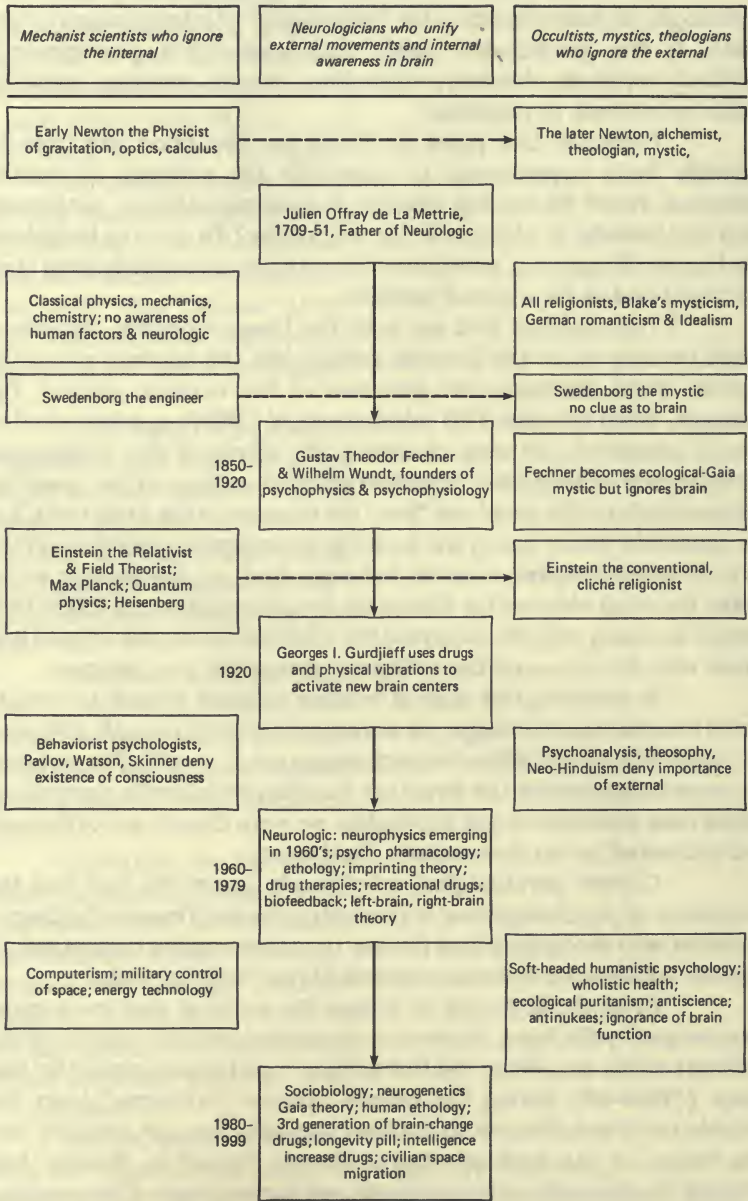 Mechanist scientists who ignore
the internal
Neurologicians who unify
external movements and internal
awareness in brain
Occultists, mystics, theologians
who ignore the external
Early Newton the Physicist
of gravitation, optics, calculus
The later Newton, alchemist,
theologian, mystic,
Julien Offray de La Mettrie,
1709-51, Father of Neurologic
Classical physics, mechanics,
chemistry; no awareness of
human factors & neurologic
All religionists, Blake's mysticism,
German romanticism & Idealism
Swedenborg the engineer
Swedenborg the mystic
no clue as to brain
1850-
1920
Gustav Theodor Fechner
& Wilhelm Wundt, founders of
psychophysics & psychophysiology
Fechner becomes ecological-Gaia
mystic but ignores brain
Einstein the Relativist
& Field Theorist;
Max Planck; Quantum
physics; Heisenberg
Einstein the conventional,
cliché religionist
1920
Georges I. Gurdjieff uses drugs
and physical vibrations to
activate new brain centers
Behaviorist psychologists,
Pavlov, Watson, Skinner deny
existence of consciousness
Psychoanalysis, theosophy,
Neo-Hinduism deny importance
of external
1960-
1979
Neurologic: neurophysics emerging
in 1960's; psycho pharmacology;
ethology; imprinting theory;
drug therapies; recreational drugs;
biofeedback; left-brain, right-brain
theory
Computerism; military control
of space; energy technology
Soft-headed humanistic psychology;
wholistic health;
ecological puritanism; antiscience;
antinukees; ignorance of brain
function
1980-
1999
Sociobiology; neurogenetics
Gaia theory; human ethology;
3rd generation of brain-change
drugs; longevity pill; intelligence
increase drugs; civilian space
migration